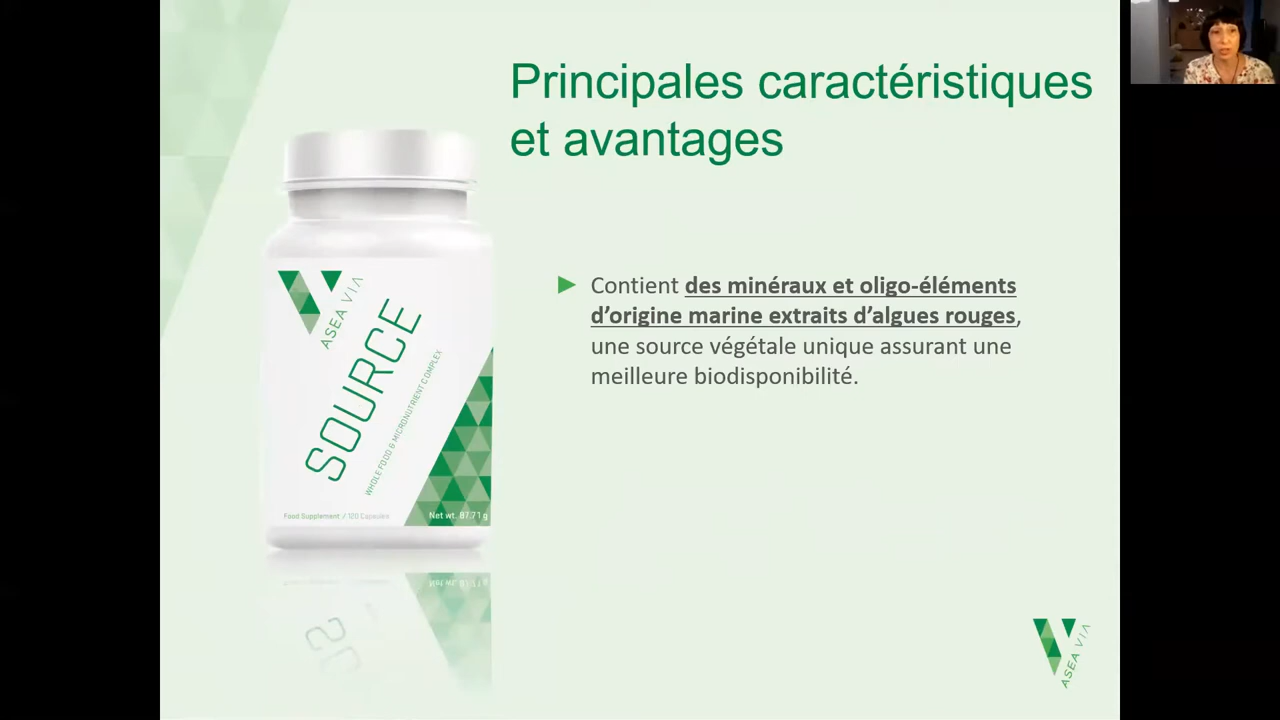 Principales caractéristiques
et avantages
Contient des minéraux et oligo-éléments
d’origine marine extraits d’algues rouges,
une source végétale unique assurant une
meilleure biodisponibilité.
ASEA VIA
SOURCE
WHOLE FOOD & MICRONUTRIENT COMPLEX
Food Supplement / 120 Capsules
Net wt. 87.71 g
ASEA VIA